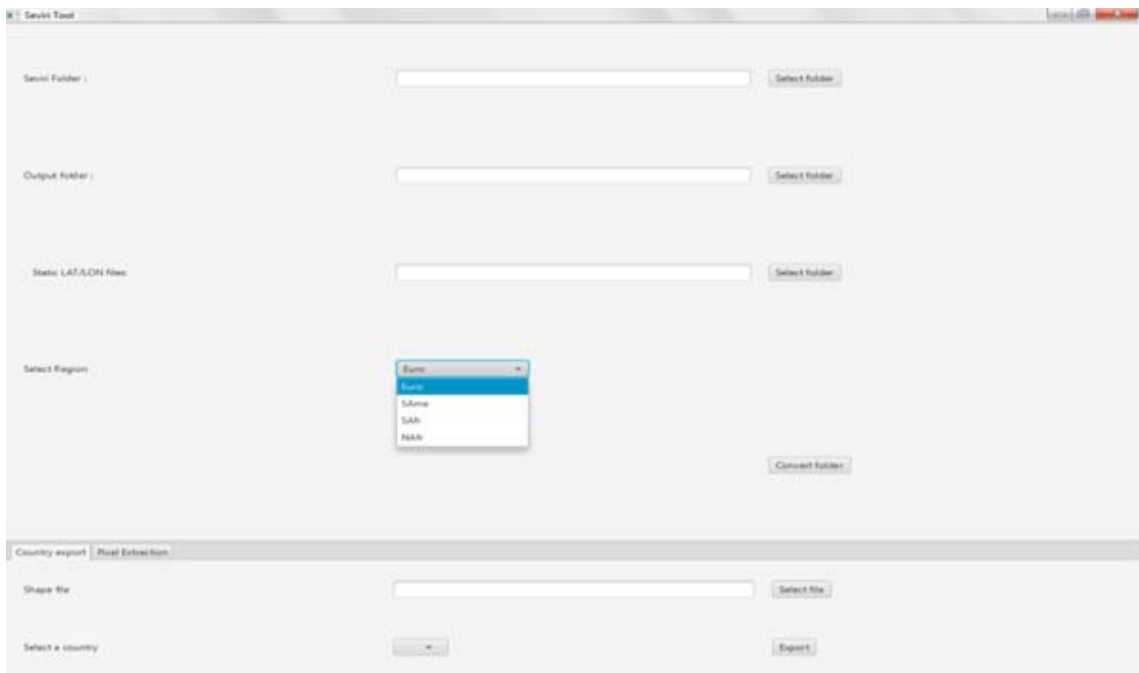 Seviri Tool
Seviri Folder :
Select folder
Output folder :
Select folder
Static LAT/LON files
Select folder
Select Region
Euro
Euro
SAme
SAfr
NAfr
Convert folder
Country export Pixel Extraction
Shape file
Select file
Select a country
Export